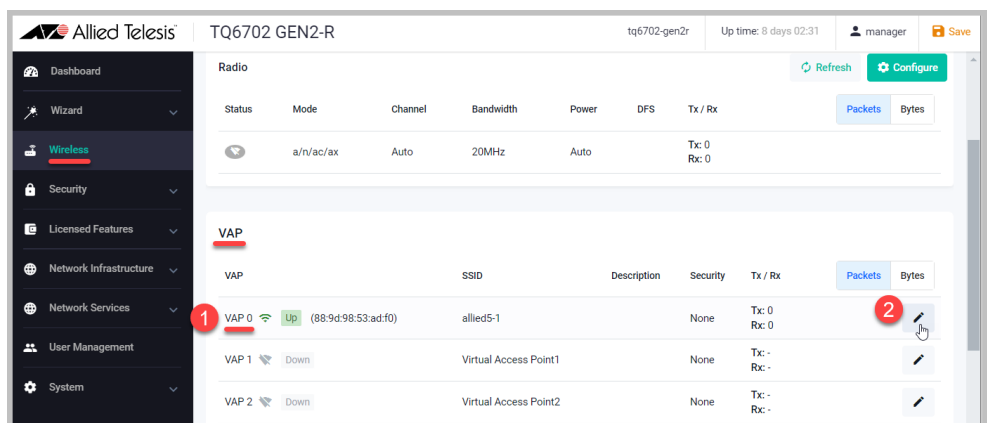 Allied Telesis
TQ6702 GEN2-R
tq6702-gen2r
Up time: 8 days 02:31
manager
Save
Dashboard
Wizard
Wireless
Security
Licensed Features
Network Infrastructure
Network Services
User Management
System
Radio
Refresh
Configure
Status Mode Channel Bandwidth Power DFS Tx / Rx Packets Bytes
a/n/ac/ax Auto 20MHz Auto Tx: 0
Rx: 0
VAP
VAP SSID Description Security Tx / Rx Packets Bytes
1 VAP 0 Up (88:9d:98:53:ad:f0) allied5-1 None Tx: 0 2
Rx: 0
VAP 1 Down Virtual Access Point1 None Tx: -
Rx: -
VAP 2 Down Virtual Access Point2 None Tx: -
Rx: -